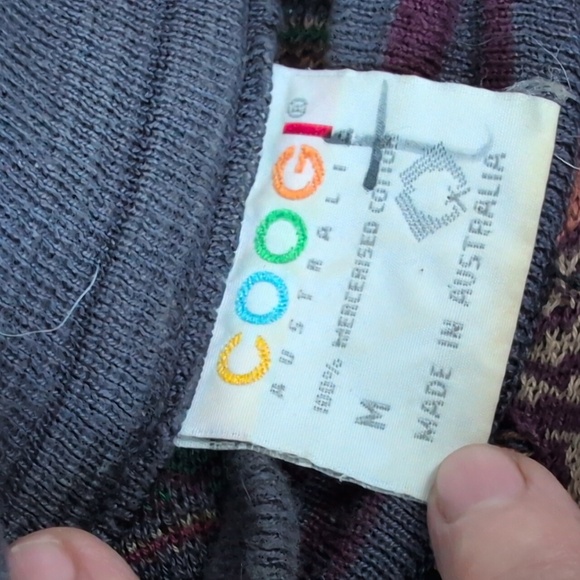 COOGI®
AUSTRALIA
100% MERCERISED COTTON
M
MADE IN AUSTRALIA